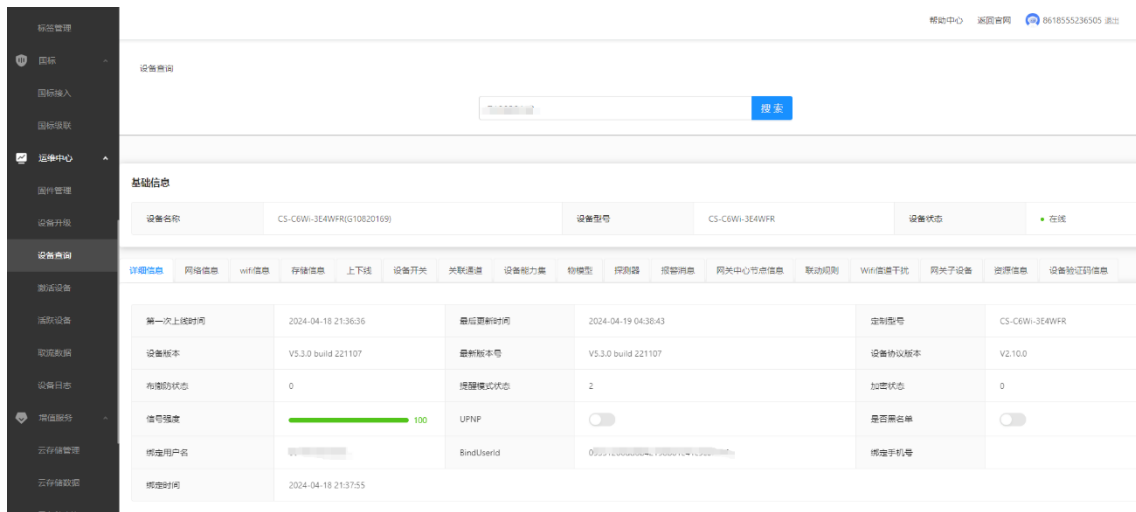 标签管理
帮助中心 返回官网 8618555236505 退出
国标
设备查询
国标接入
搜索
国标级联
运维中心
基础信息
固件管理
设备名称 CS-C6Wi-3E4WFR(G10820169) 设备型号 CS-C6Wi-3E4WFR 设备状态 在线
设备升级
设备查询
详细信息 网络信息 wifi信息 存储信息 上下线 设备开关 关联通道 设备能力集 物模型 探测器 报警消息 网关中心节点信息 联动规则 Wifi信道干扰 网关子设备 资源信息 设备验证码信息
激活设备
活跃设备
第一次上线时间 2024-04-18 21:36:36 最后更新时间 2024-04-19 04:38:43 定制型号 CS-C6Wi-3E4WFR
取流数据
设备版本 V5.3.0 build 221107 最新版本号 V5.3.0 build 221107 设备协议版本 V2.10.0
设备日志
布撤防状态 0 提醒模式状态 2 加密状态 0
增值服务
信号强度 100 UPNP 是否黑名单
云存储管理
绑定用户名 BindUserId 绑定手机号
云存储数据
绑定时间 2024-04-18 21:37:55